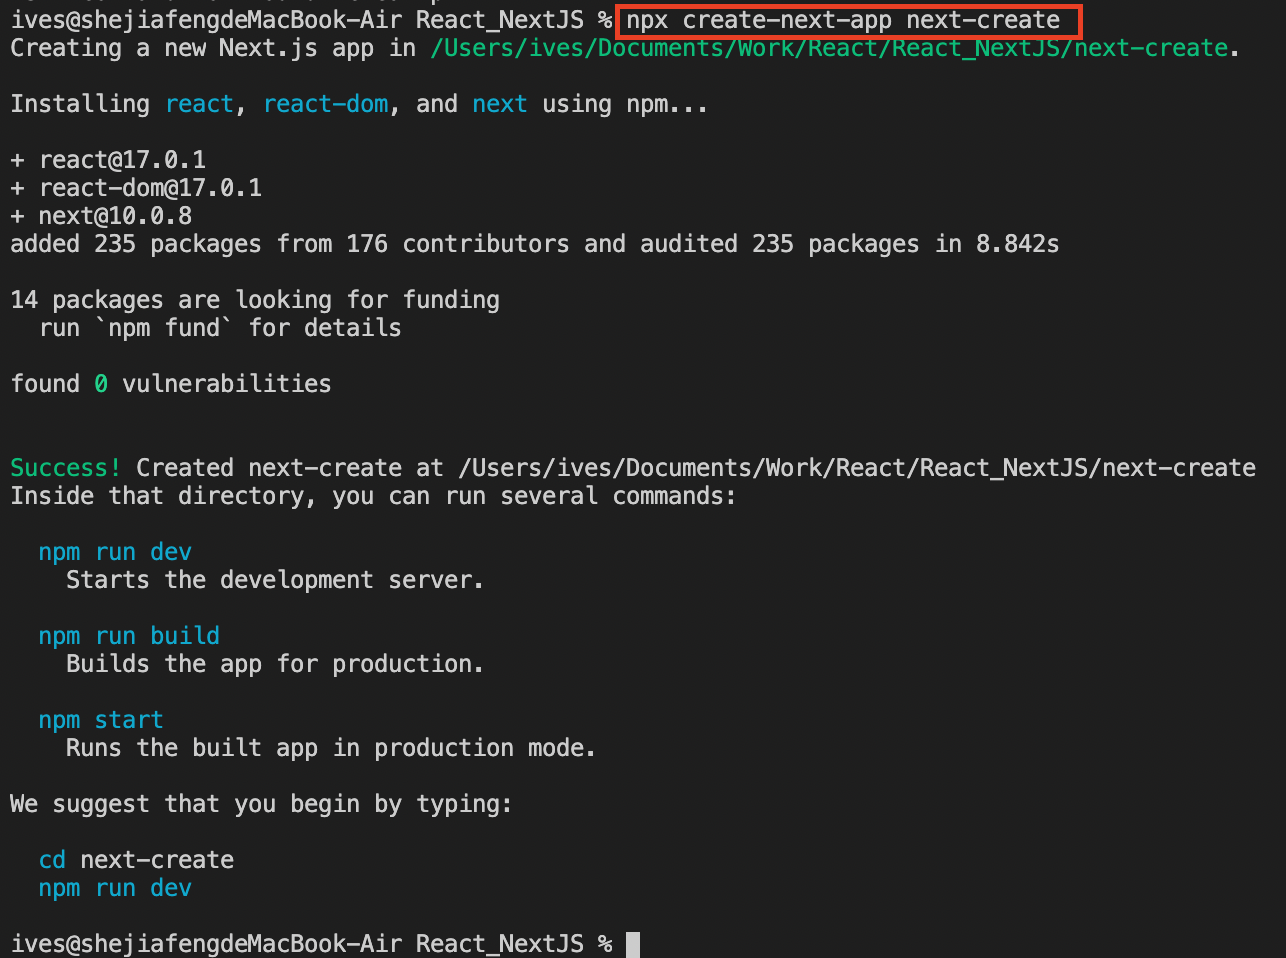 ives@shejiafengdeMacBook-Air React_NextJS % npx create-next-app next-create
Creating a new Next.js app in /Users/ives/Documents/Work/React/React_NextJS/next-create.
Installing react, react-dom, and next using npm...
+ react@17.0.1
+ react-dom@17.0.1
+ next@10.0.8
added 235 packages from 176 contributors and audited 235 packages in 8.842s
14 packages are looking for funding
  run `npm fund` for details
found 0 vulnerabilities
Success! Created next-create at /Users/ives/Documents/Work/React/React_NextJS/next-create
Inside that directory, you can run several commands:
  npm run dev
    Starts the development server.
  npm run build
    Builds the app for production.
  npm start
    Runs the built app in production mode.
We suggest that you begin by typing:
  cd next-create
  npm run dev
ives@shejiafengdeMacBook-Air React_NextJS %